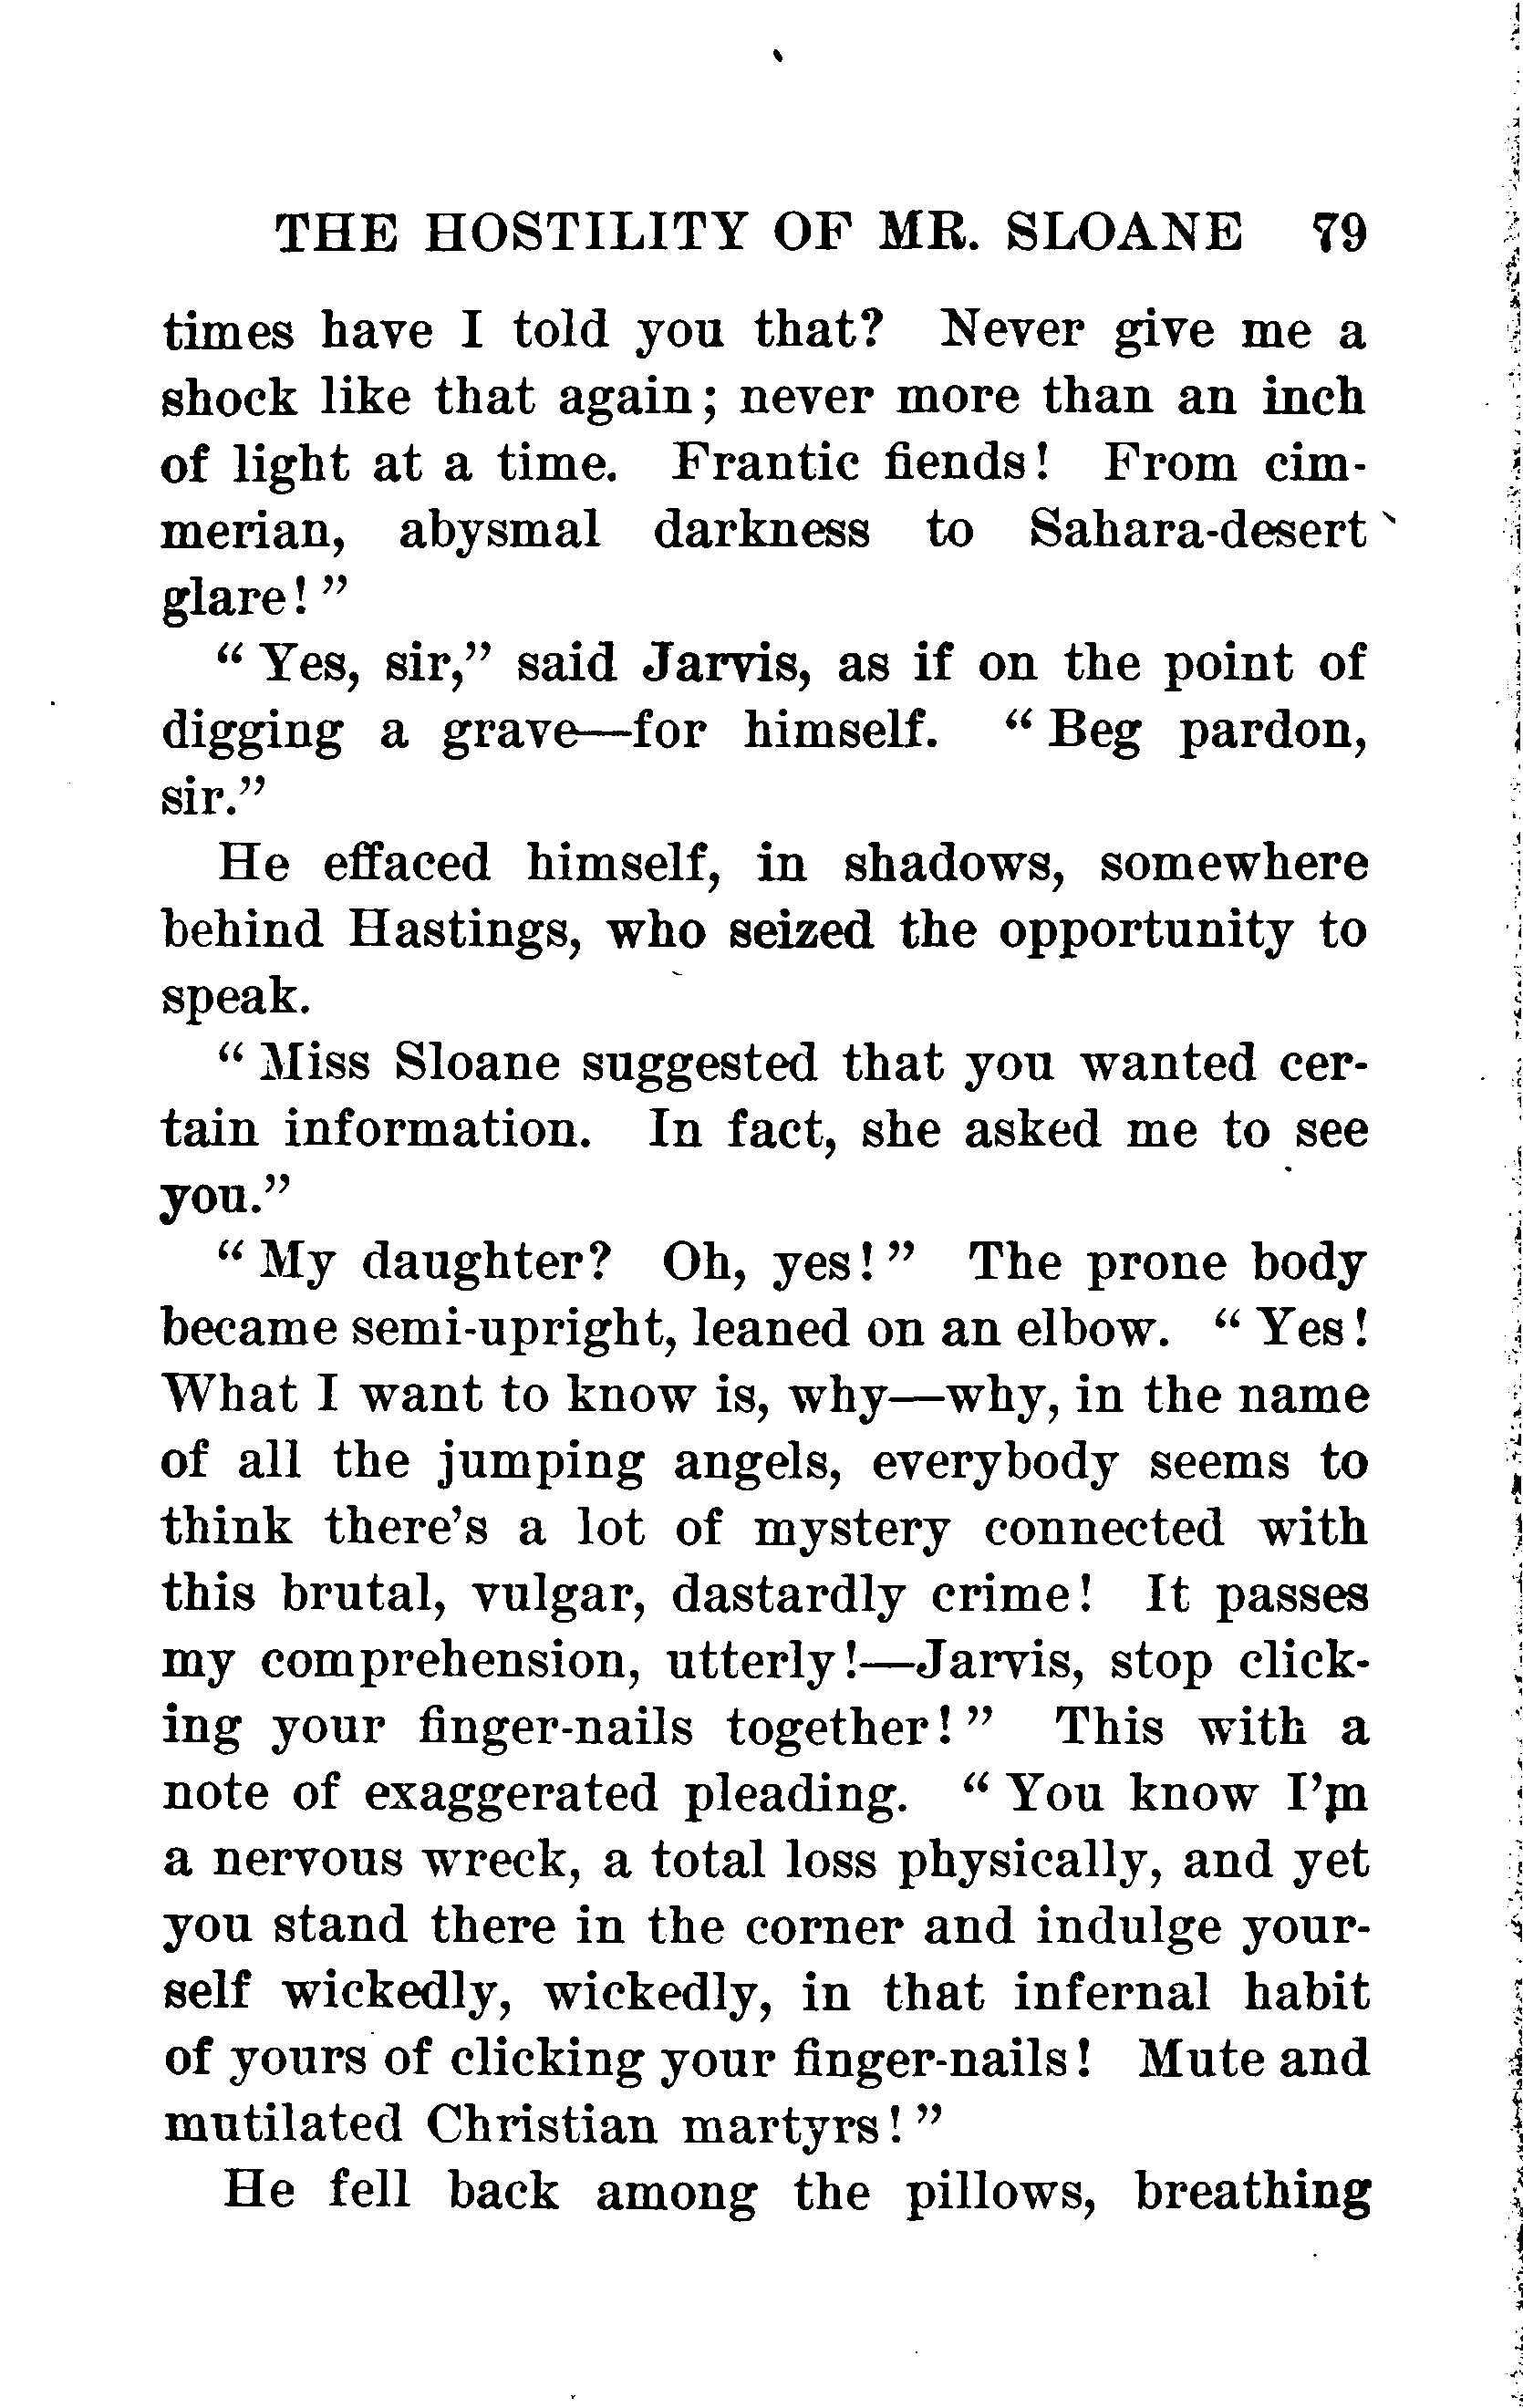 THE HOSTILITY OF MR. SLOANE 79
times have I told you that? Never give me a
shock like that again; never more than an inch
of light at a time. Frantic fiends! From cim-
merian, abysmal darkness to Sahara-desert
glare!"
"Yes, sir," said Jarvis, as if on the point of
digging a grave—for himself. "Beg pardon,
sir."
He effaced himself, in shadows, somewhere
behind Hastings, who seized the opportunity to
speak.
"Miss Sloane suggested that you wanted cer-
tain information. In fact, she asked me to see
you."
"My daughter? Oh, yes!" The prone body
became semi-upright, leaned on an elbow. "Yes!
What I want to know is, why—why, in the name
of all the jumping angels, everybody seems to
think there's a lot of mystery connected with
this brutal, vulgar, dastardly crime! It passes
my comprehension, utterly!—Jarvis, stop click-
ing your finger-nails together!" This with a
note of exaggerated pleading. "You know I'm
a nervous wreck, a total loss physically, and yet
you stand there in the corner and indulge your-
self wickedly, wickedly, in that infernal habit
of yours of clicking your finger-nails! Mute and
mutilated Christian martyrs!"
He fell back among the pillows, breathing